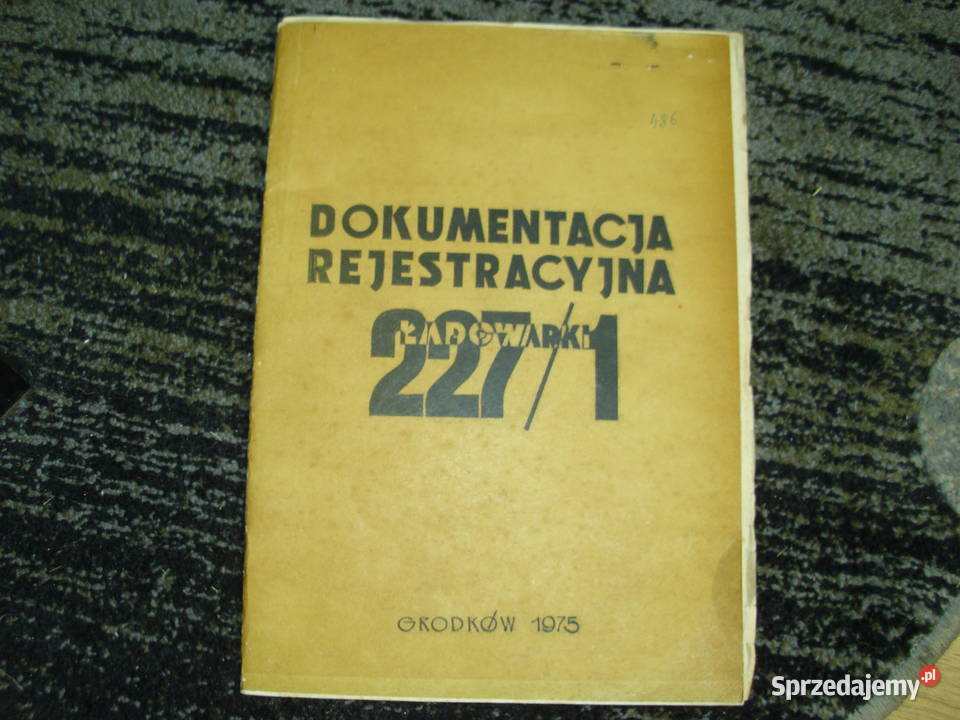 486
DOKUMENTACJA
REJESTRACYJNA
ŁADOWARKI
227/1
GRODKÓW 1975
Sprzedajemy.pl